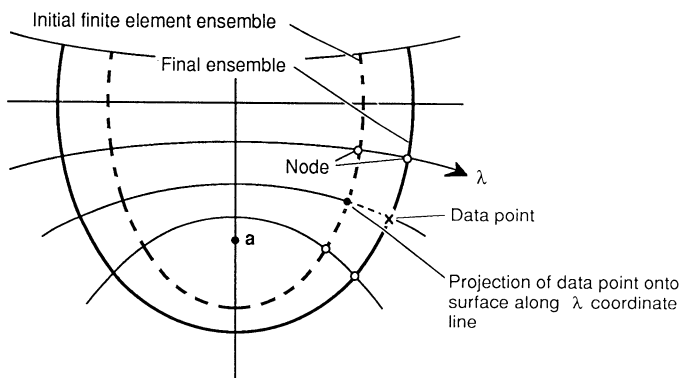 Initial finite element ensemble
Final ensemble
Node
λ
Data point
a
Projection of data point onto
surface along λ coordinate
line